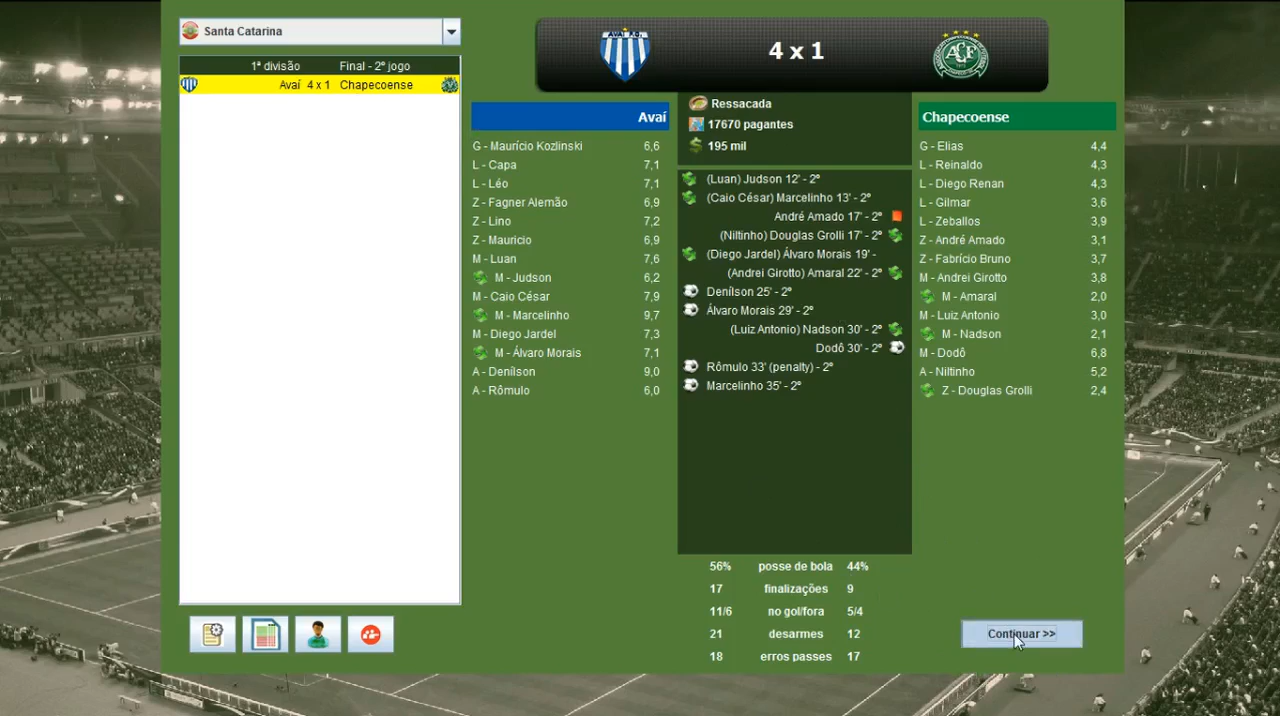 Santa Catarina
1ª divisão Final - 2º jogo
Avaí 4 x 1 Chapecoense
AVAÍ F.C.
4 x 1
ACF
Avaí
G - Maurício Kozlinski 6,6
L - Capa 7,1
L - Léo 7,1
Z - Fagner Alemão 6,9
Z - Lino 7,2
Z - Mauricio 6,9
M - Luan 7,6
M - Judson 6,2
M - Caio César 7,9
M - Marcelinho 9,7
M - Diego Jardel 7,3
M - Álvaro Morais 7,1
A - Denílson 9,0
A - Rômulo 6,0
Ressacada
17670 pagantes
195 mil
(Luan) Judson 12' - 2º
(Caio César) Marcelinho 13' - 2º
André Amado 17' - 2º
(Niltinho) Douglas Grolli 17' - 2º
(Diego Jardel) Álvaro Morais 19' -
(Andrei Girotto) Amaral 22' - 2º
Denílson 25' - 2º
Álvaro Morais 29' - 2º
(Luiz Antonio) Nadson 30' - 2º
Dodô 30' - 2º
Rômulo 33' (penalty) - 2º
Marcelinho 35' - 2º
56% posse de bola 44%
17 finalizações 9
11/6 no gol/fora 5/4
21 desarmes 12
18 erros passes 17
Chapecoense
G - Elias 4,4
L - Reinaldo 4,3
L - Diego Renan 4,3
L - Gilmar 3,6
L - Zeballos 3,9
Z - André Amado 3,1
Z - Fabrício Bruno 3,7
M - Andrei Girotto 3,8
M - Amaral 2,0
M - Luiz Antonio 3,0
M - Nadson 2,1
M - Dodô 6,8
A - Niltinho 5,2
Z - Douglas Grolli 2,4
Continuar >>